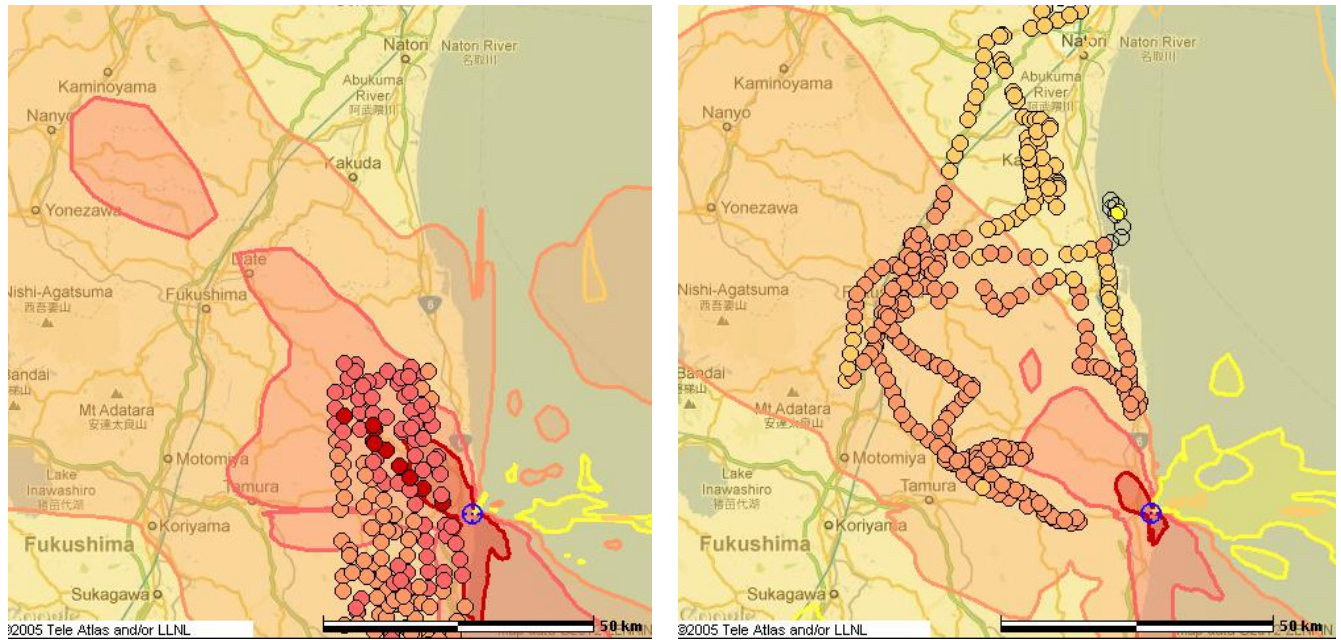 Natori
Natori River
名取川
Kaminoyama
Abukuma
River
阿武隈川
Nanyo
Kakuda
Yonezawa
Date
Nishi-Agatsuma
西吾妻山
Fukushima
6
Bandai
Mt Adatara
安達太良山
Motomiya
Lake
Inawashiro
猪苗代湖
Tamura
Koriyama
Fukushima
Sukagawa
50 km
©2005 Tele Atlas and/or LLNL
Natori
Natori River
名取川
Kaminoyama
Abukuma
River
阿武隈川
Nanyo
Yonezawa
Nishi-Agatsuma
西吾妻山
Bandai
Mt Adatara
安達太良山
Motomiya
Lake
Inawashiro
猪苗代湖
Tamura
Koriyama
Fukushima
Sukagawa
50 km
©2005 Tele Atlas and/or LLNL